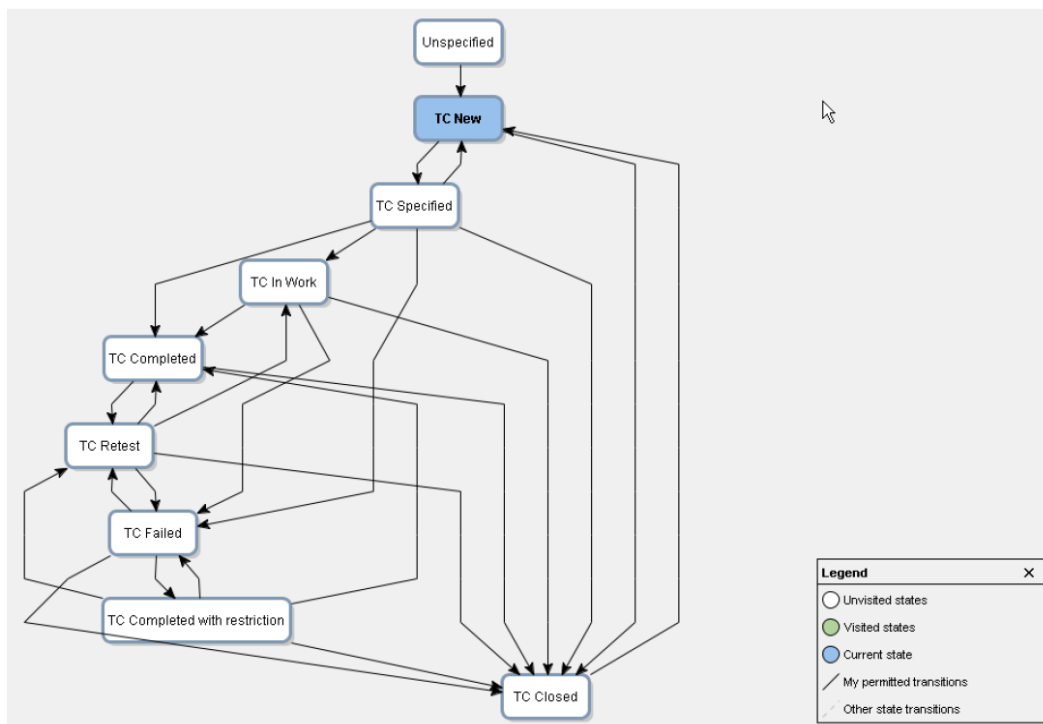 Unspecified
TC New
TC Specified
TC In Work
TC Completed
TC Retest
TC Failed
TC Completed with restriction
TC Closed
Legend
Unvisited states
Visited states
Current state
My permitted transitions
Other state transitions